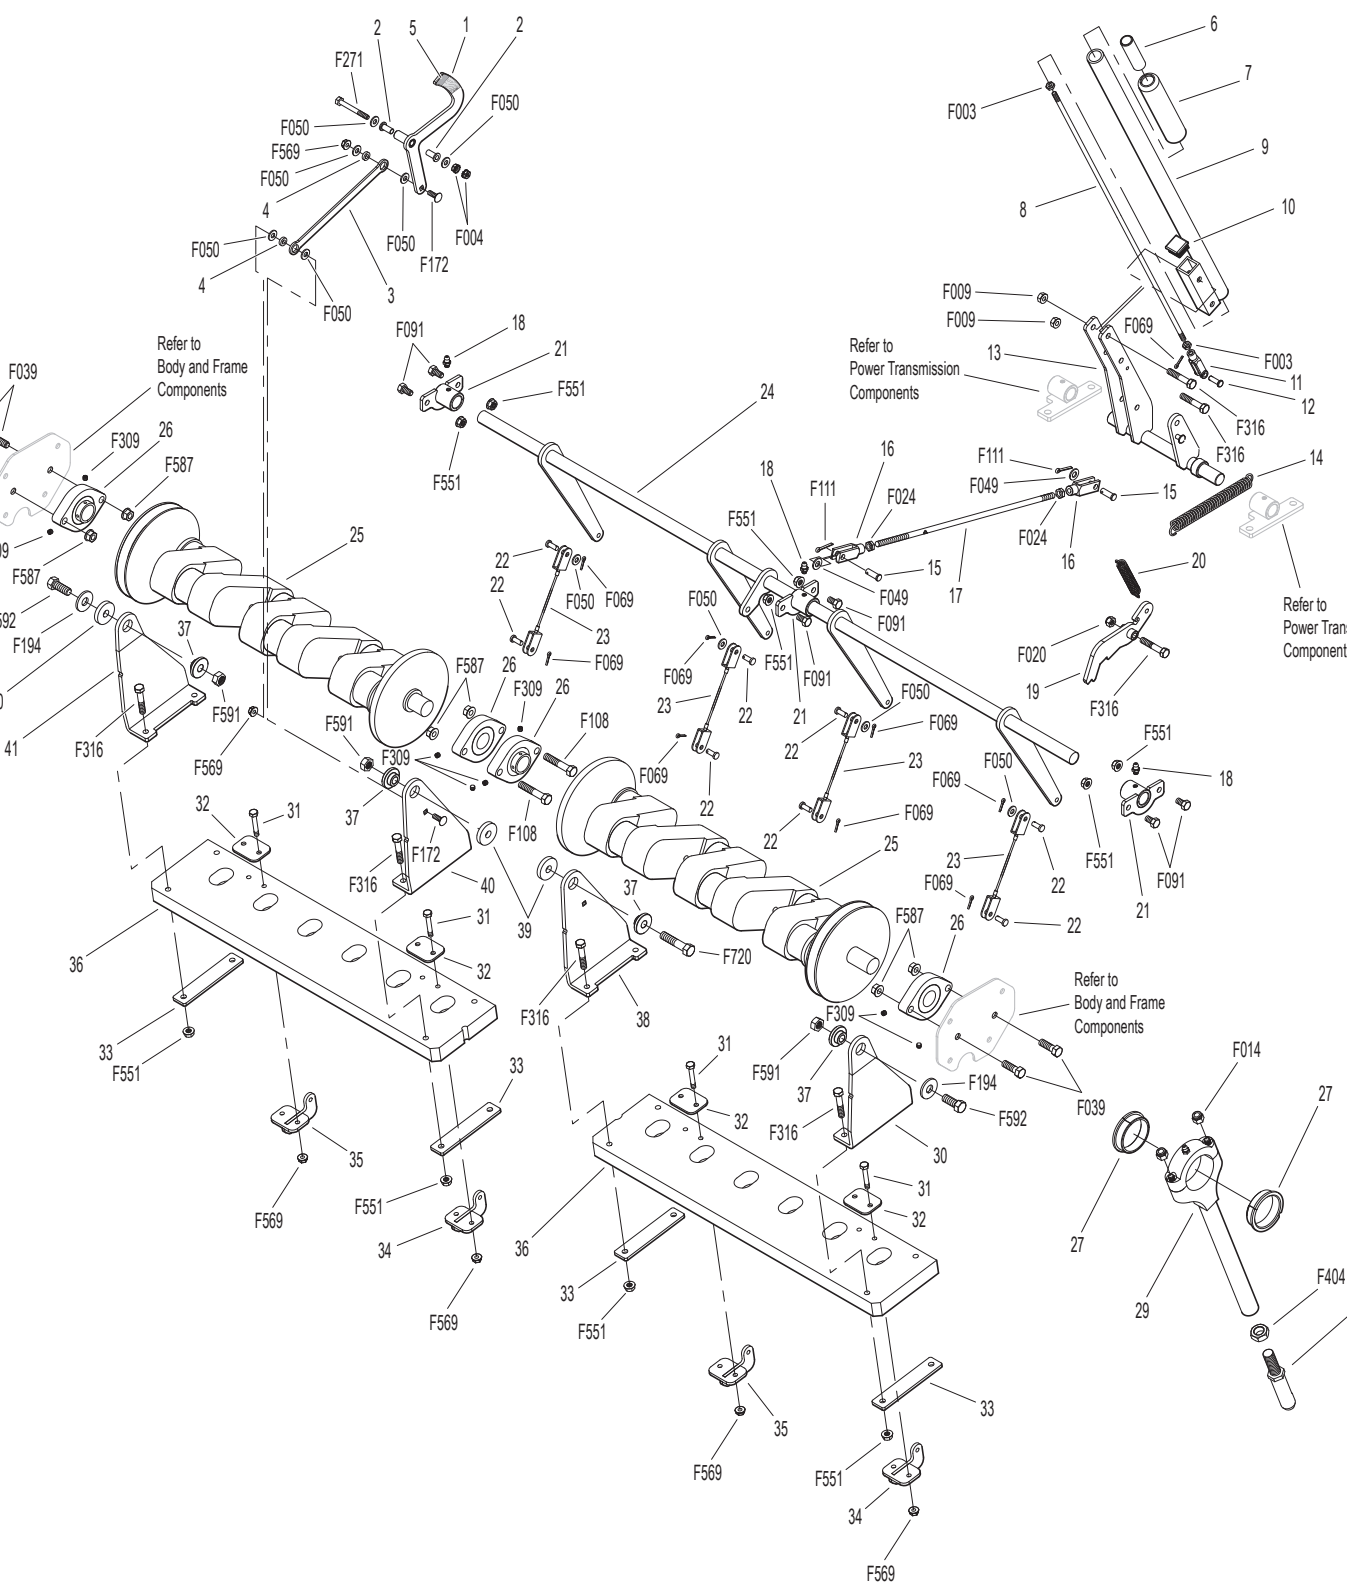 2
5
1
2
6
F271
7
F050
F003
F050
F569
F050
9
4
8
10
F050
F050
F004
F172
4
3
F050
F009
F009
F069
F003
13
11
12
F316
F316
Refer to
Body and Frame
Components
F091
18
21
Refer to
Power Transmission
Components
F039
F551
24
F309
26
F587
F551
16
F111
14
18
F111
F049
15
F551
F024
F024
16
25
22
15
17
20
F587
F050
F069
F049
22
F050
F091
Refer to
F194
37
23
F551
F020
F069
F587
26
F309
26
F069
F091
19
23
22
21
F050
F316
41
F316
F591
F591
F108
22
F069
F551
F569
F309
F069
22
23
F069
F050
18
32
31
37
F108
22
F069
25
23
F551
F172
F316
40
F069
22
F091
21
37
F587
26
22
31
39
36
32
F720
Refer to
Body and Frame
Components
F316
38
F309
33
F551
31
F591
37
F194
F014
27
33
32
F316
F592
F039
35
30
F569
31
F551
32
34
36
27
33
29
F404
F569
F551
35
33
F569
F551
34
F569